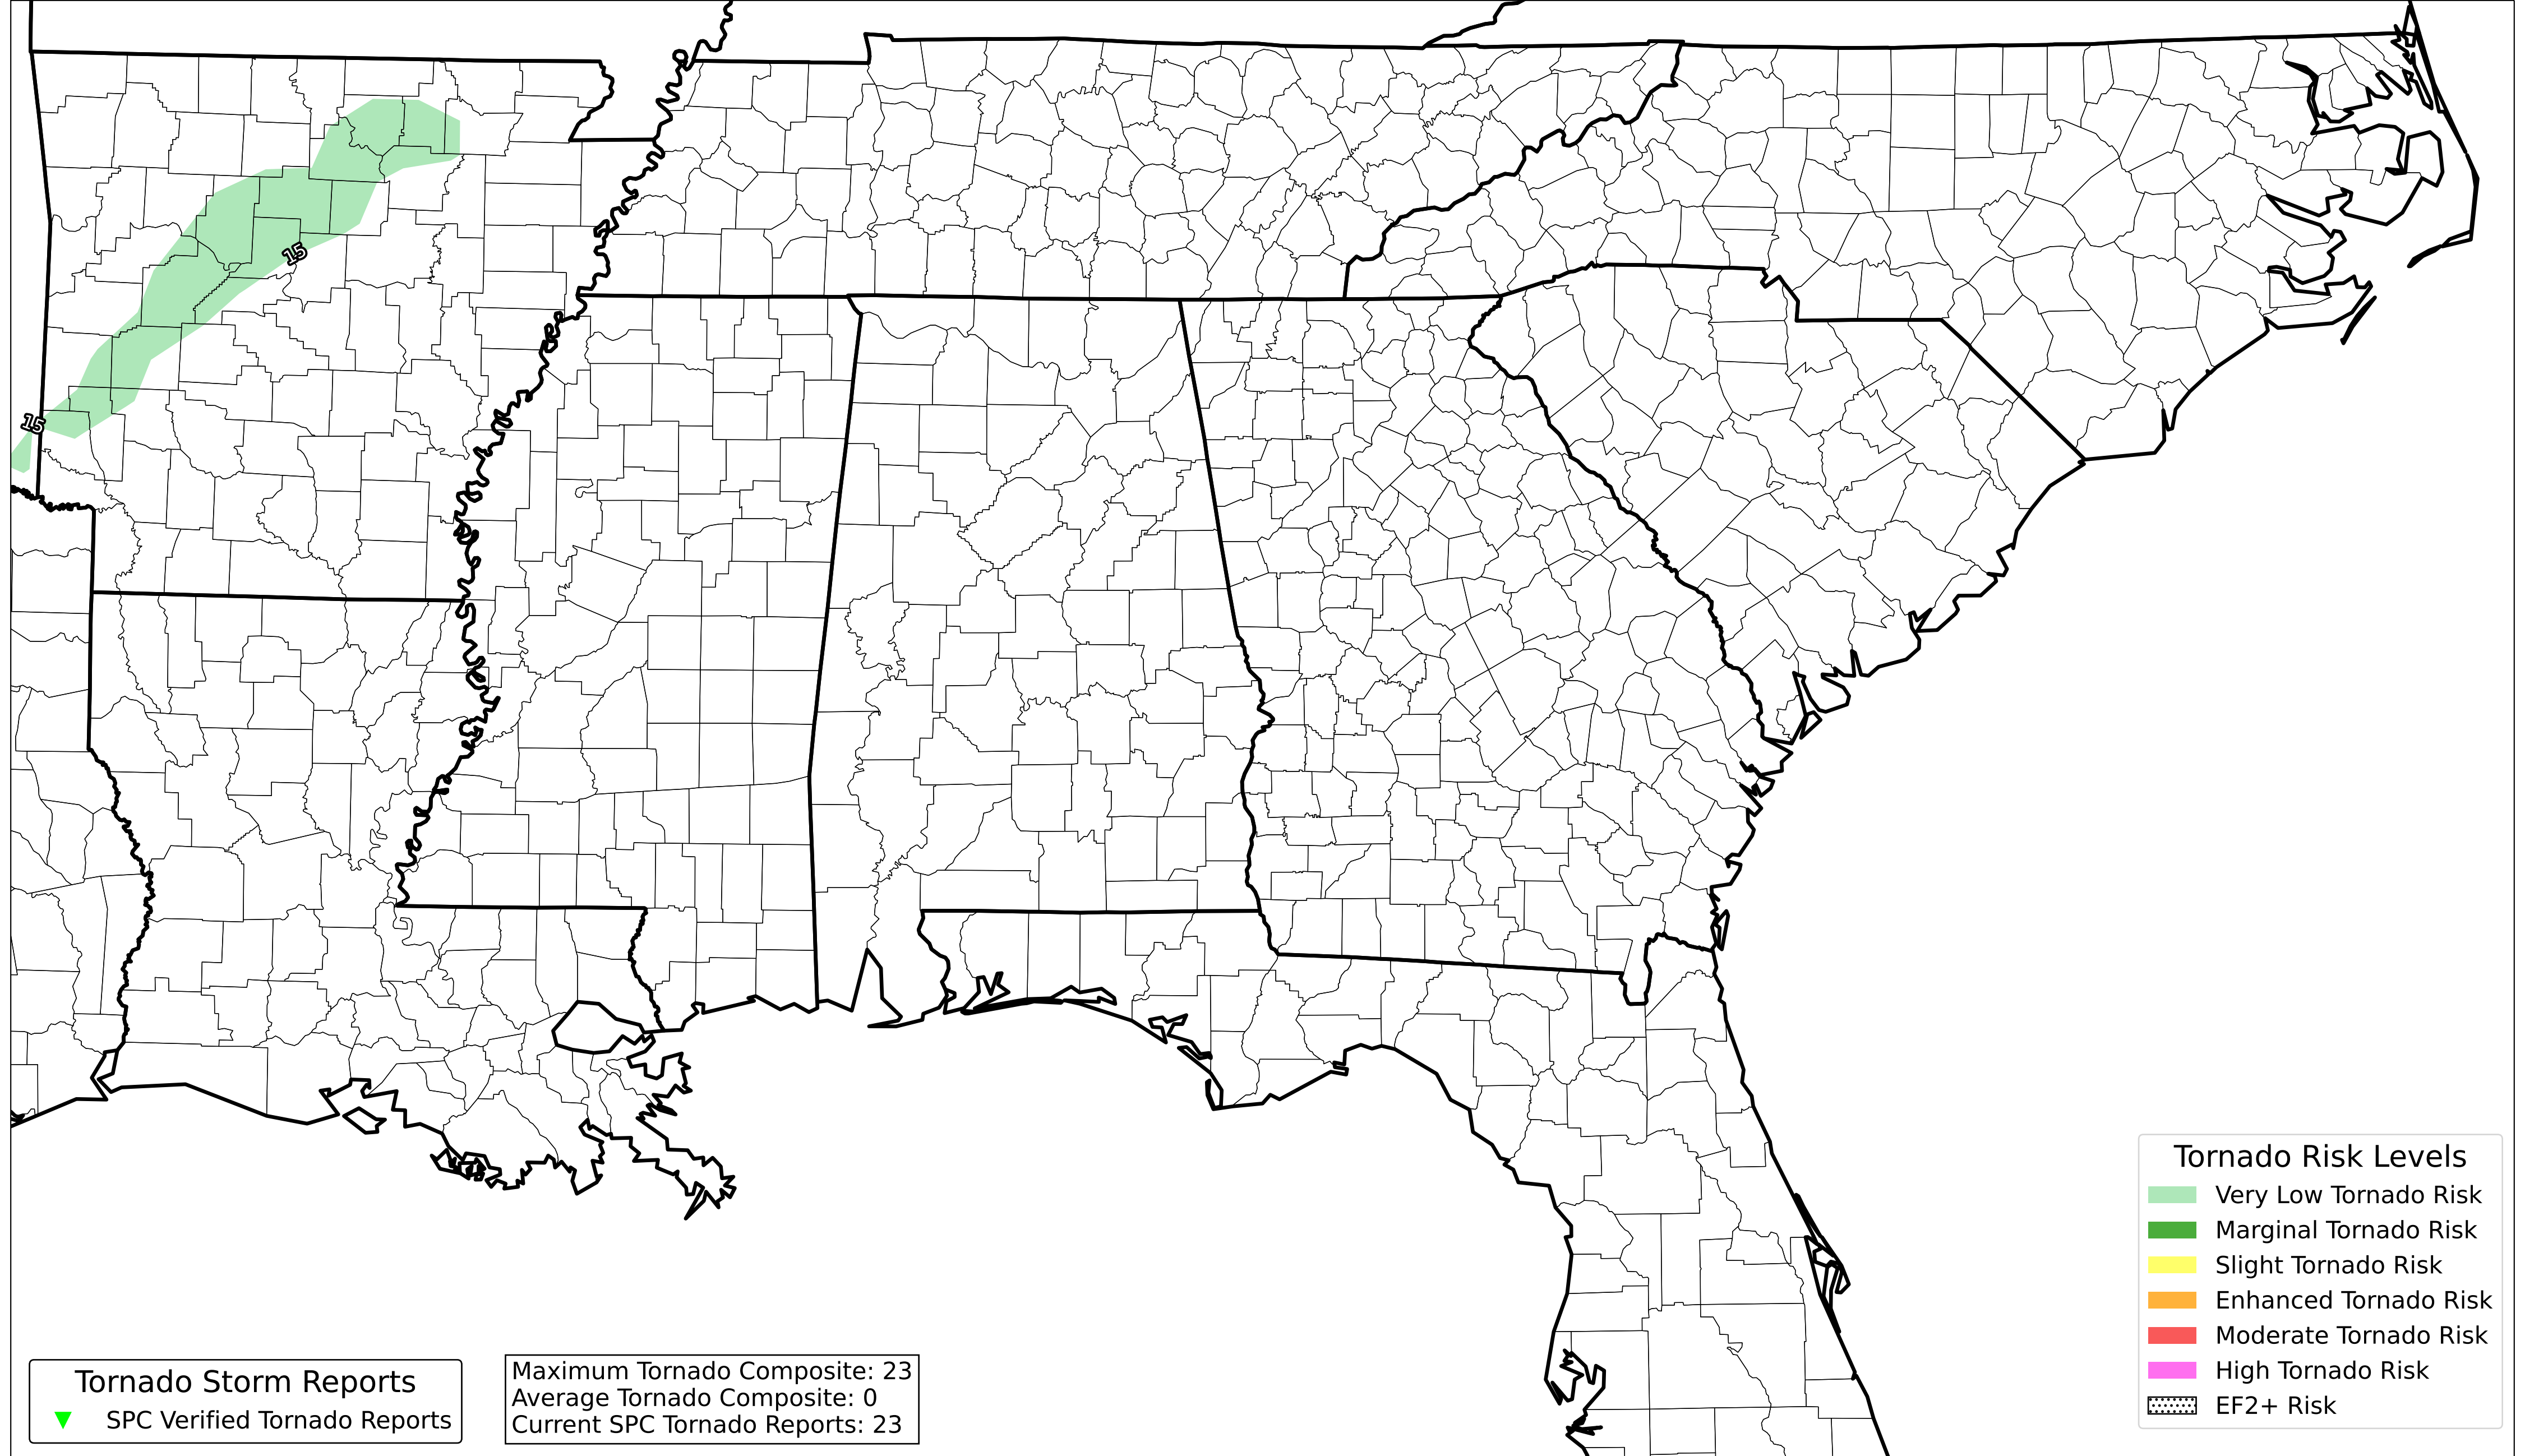 15
15
Tornado Risk Levels
Very Low Tornado Risk
Marginal Tornado Risk
Slight Tornado Risk
Enhanced Tornado Risk
Moderate Tornado Risk
High Tornado Risk
EF2+ Risk
Tornado Storm Reports
SPC Verified Tornado Reports
Maximum Tornado Composite: 23
Average Tornado Composite: 0
Current SPC Tornado Reports: 23